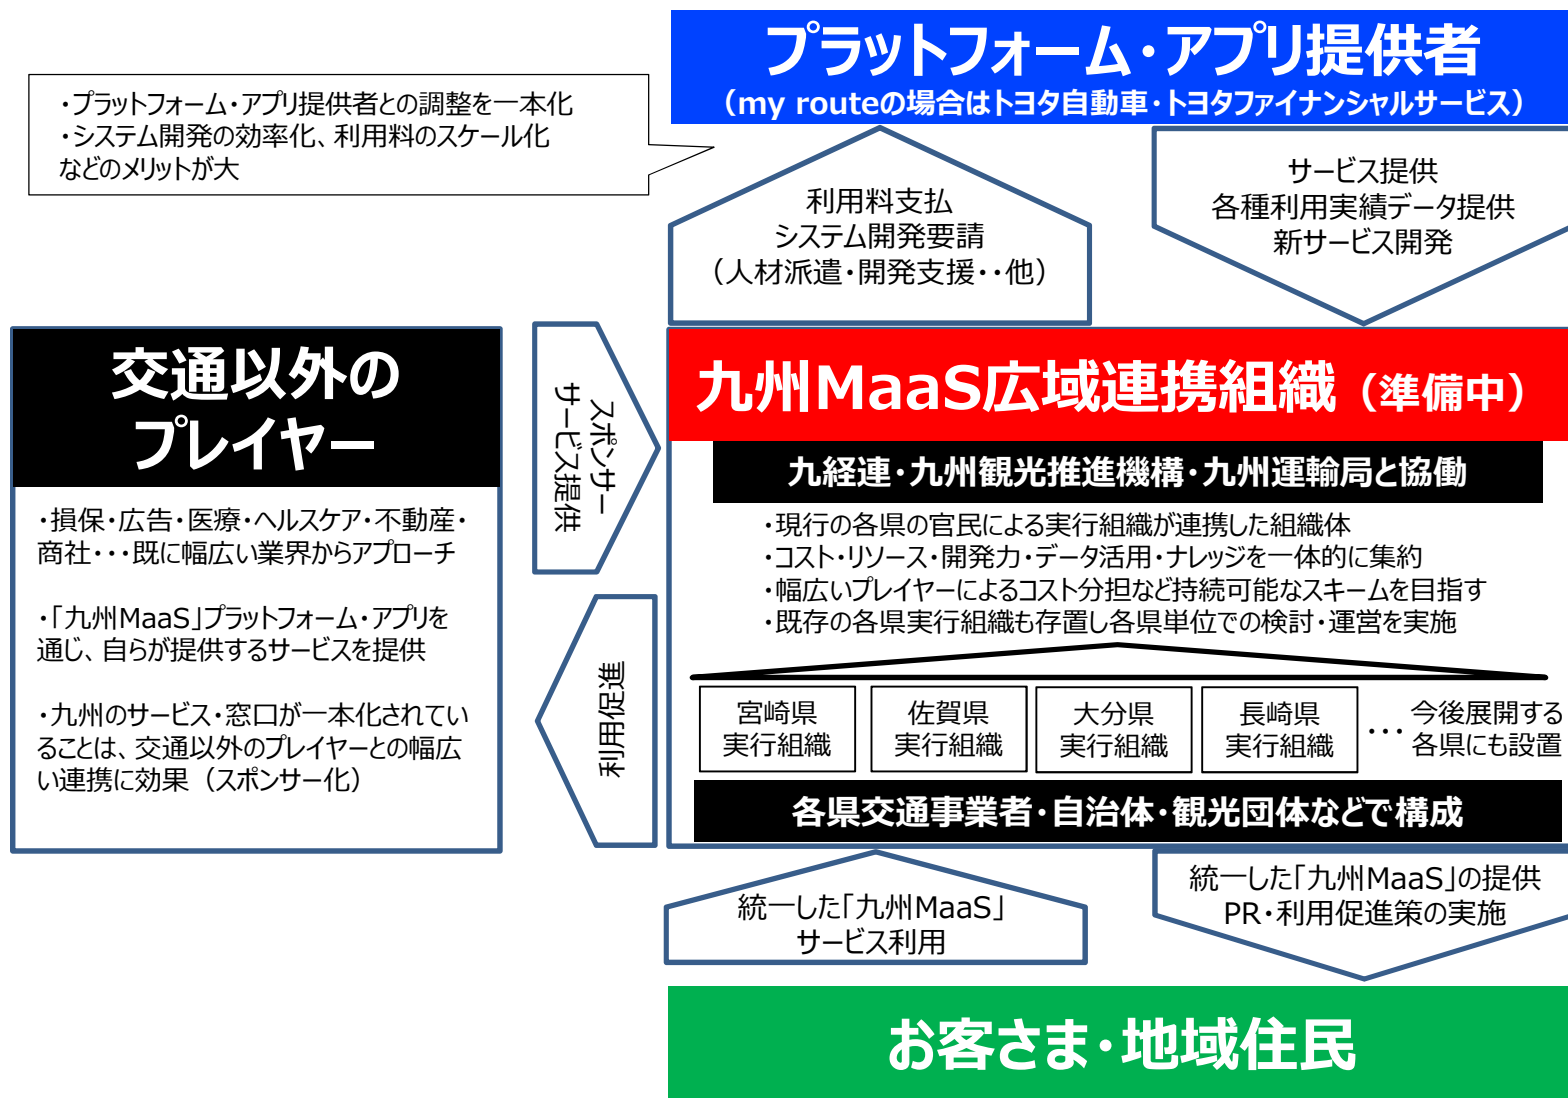 プラットフォーム・アプリ提供者
（my routeの場合はトヨタ自動車・トヨタファイナンシャルサービス）
・プラットフォーム・アプリ提供者との調整を一本化
・システム開発の効率化、利用料のスケール化
などのメリットが大
利用料支払
システム開発要請
（人材派遣・開発支援・・他）
サービス提供
各種利用実績データ提供
新サービス開発
交通以外の
プレイヤー
・損保・広告・医療・ヘルスケア・不動産・
商社・・・既に幅広い業界からアプローチ
・「九州MaaS」プラットフォーム・アプリを
通じ、自らが提供するサービスを提供
・九州のサービス・窓口が一本化されてい
ることは、交通以外のプレイヤーとの幅広
い連携に効果（スポンサー化）
スポンサー
サービス提供
利用促進
九州MaaS広域連携組織（準備中）
九経連・九州観光推進機構・九州運輸局と協働
・現行の各県の官民による実行組織が連携した組織体
・コスト・リソース・開発力・データ活用・ナレッジを一体的に集約
・幅広いプレイヤーによるコスト分担など持続可能なスキームを目指す
・既存の各県実行組織も存置し各県単位での検討・運営を実施
宮崎県
実行組織
佐賀県
実行組織
大分県
実行組織
長崎県
実行組織
・・・
今後展開する
各県にも設置
各県交通事業者・自治体・観光団体などで構成
統一した「九州MaaS」
サービス利用
統一した「九州MaaS」の提供
PR・利用促進策の実施
お客さま・地域住民